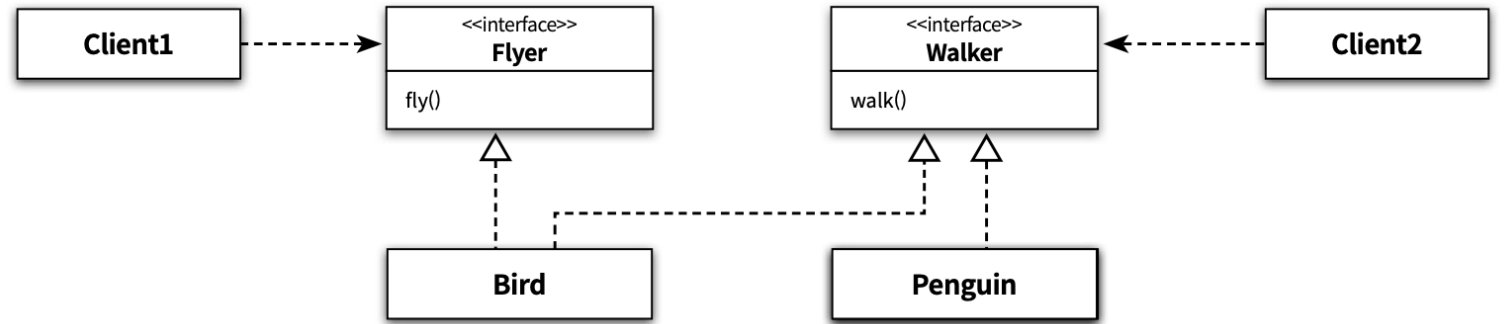 Client1
<<interface>>
Flyer
fly()
<<interface>>
Walker
walk()
Client2
Bird
Penguin